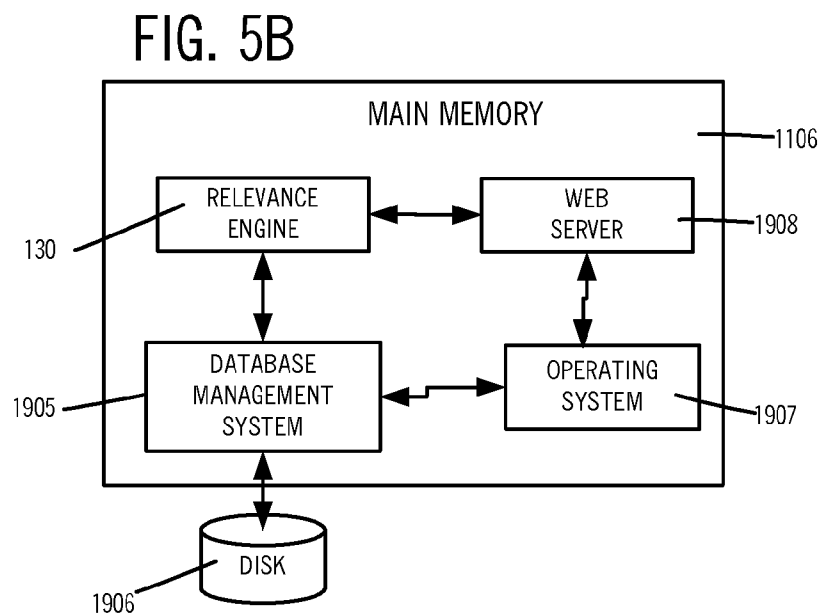 FIG. 5B
MAIN MEMORY
1106
RELEVANCE
ENGINE
130
WEB
SERVER
1908
DATABASE
MANAGEMENT
SYSTEM
1905
OPERATING
SYSTEM
1907
DISK
1906